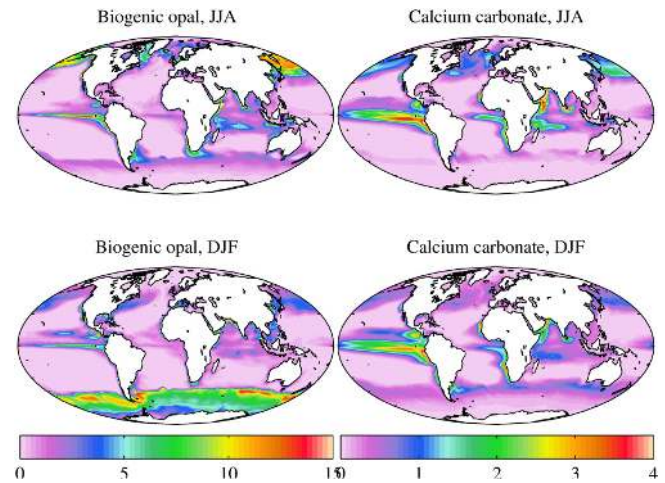 Biogenic opal, JJA
Calcium carbonate, JJA
Biogenic opal, DJF
Calcium carbonate, DJF
0 5 10 15
0 1 2 3 4